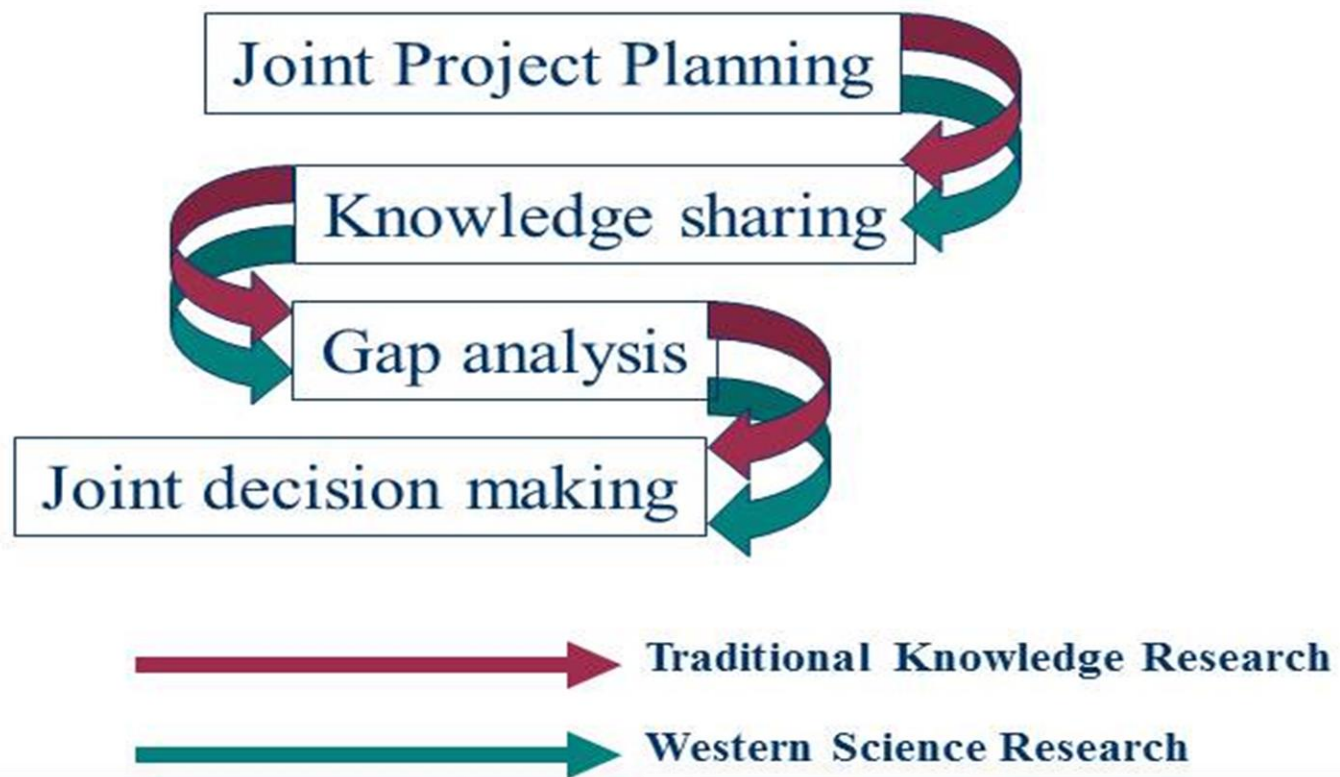 Joint Project Planning
Knowledge sharing
Gap analysis
Joint decision making
Traditional Knowledge Research
Western Science Research